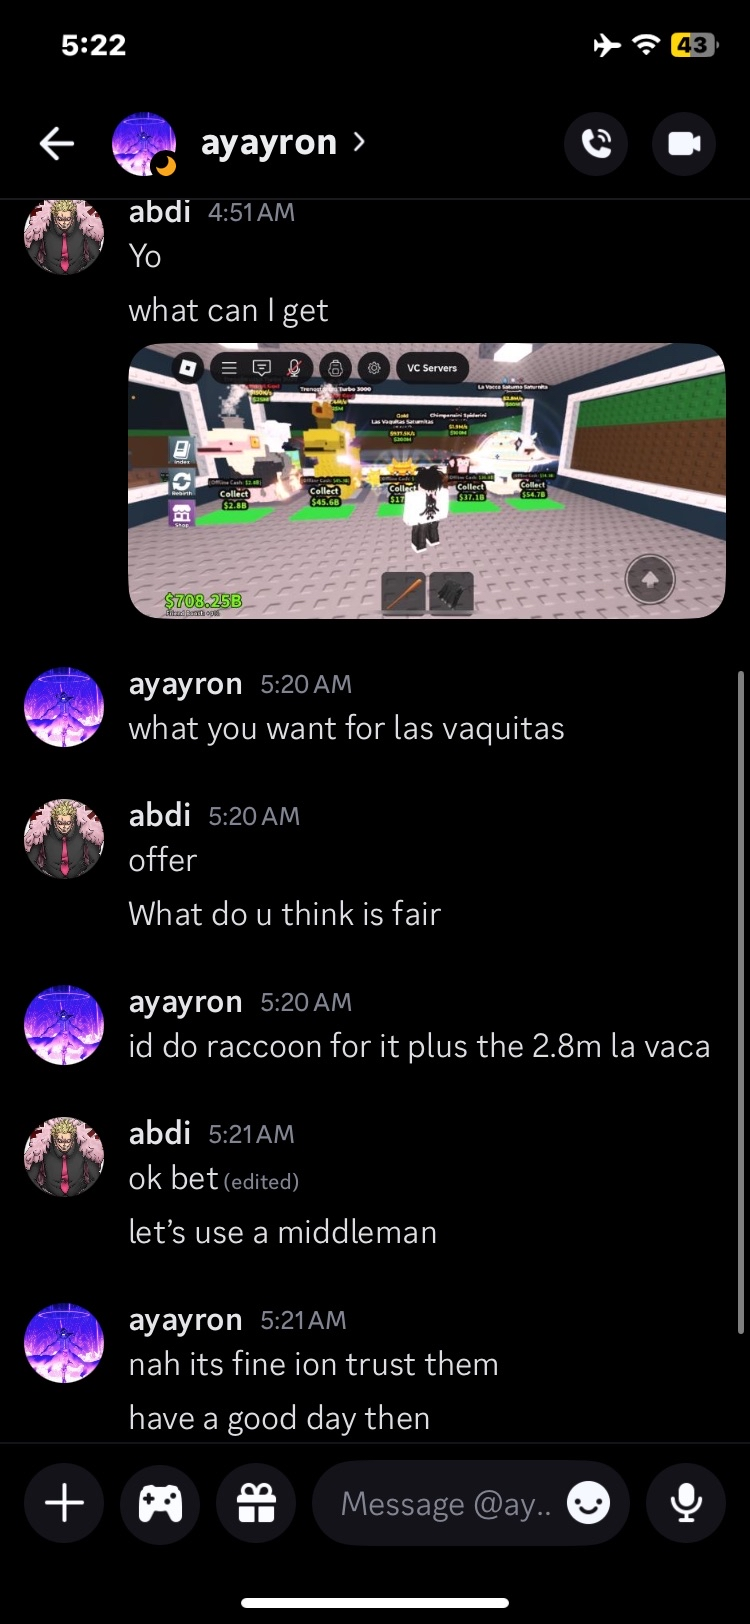 5:22
43
ayayron
abdi 4:51 AM
Yo
what can I get
VC Servers
Trenostruzzo Turbo 3000
La Vacca Saturno Saturnita
Gold
Las Vaquitas Saturnitas
Chimpanzini Spiderini
Index
Rebirth
Shop
Collect
$2.8B
Collect
$45.6B
Collect
Collect
$37.1B
Collect
$54.7B
$708.25B
ayayron 5:20 AM
what you want for las vaquitas
abdi 5:20 AM
offer
What do u think is fair
ayayron 5:20 AM
id do raccoon for it plus the 2.8m la vaca
abdi 5:21 AM
ok bet (edited)
let's use a middleman
ayayron 5:21 AM
nah its fine ion trust them
have a good day then
Message @ay..